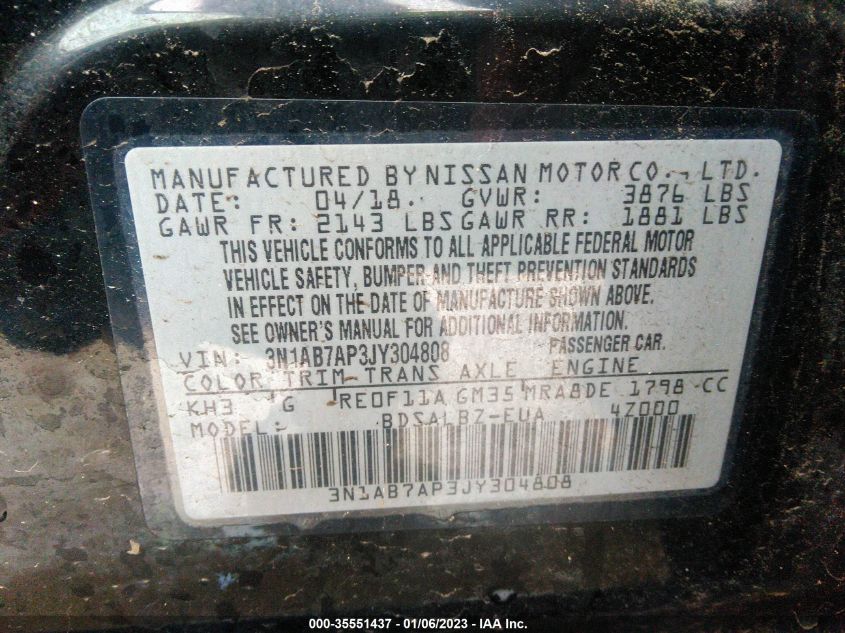 MANUFACTURED BY NISSAN MOTOR CO., LTD.
DATE: 04/18 GVWR: 3876 LBS
GAWR FR: 2143 LBS GAWR RR: 1881 LBS
THIS VEHICLE CONFORMS TO ALL APPLICABLE FEDERAL MOTOR
VEHICLE SAFETY, BUMPER AND THEFT PREVENTION STANDARDS
IN EFFECT ON THE DATE OF MANUFACTURE SHOWN ABOVE.
SEE OWNER'S MANUAL FOR ADDITIONAL INFORMATION.
VIN: 3N1AB7AP3JY304808 PASSENGER CAR.
COLOR TRIM TRANS AXLE ENGINE
KH3 G RE0F11A GM35 MRA8DE 1798 CC
MODEL: BDSALBZ-EUA 4Z000
3N1AB7AP3JY304808
000-35551437 - 01/06/2023 - IAA Inc.